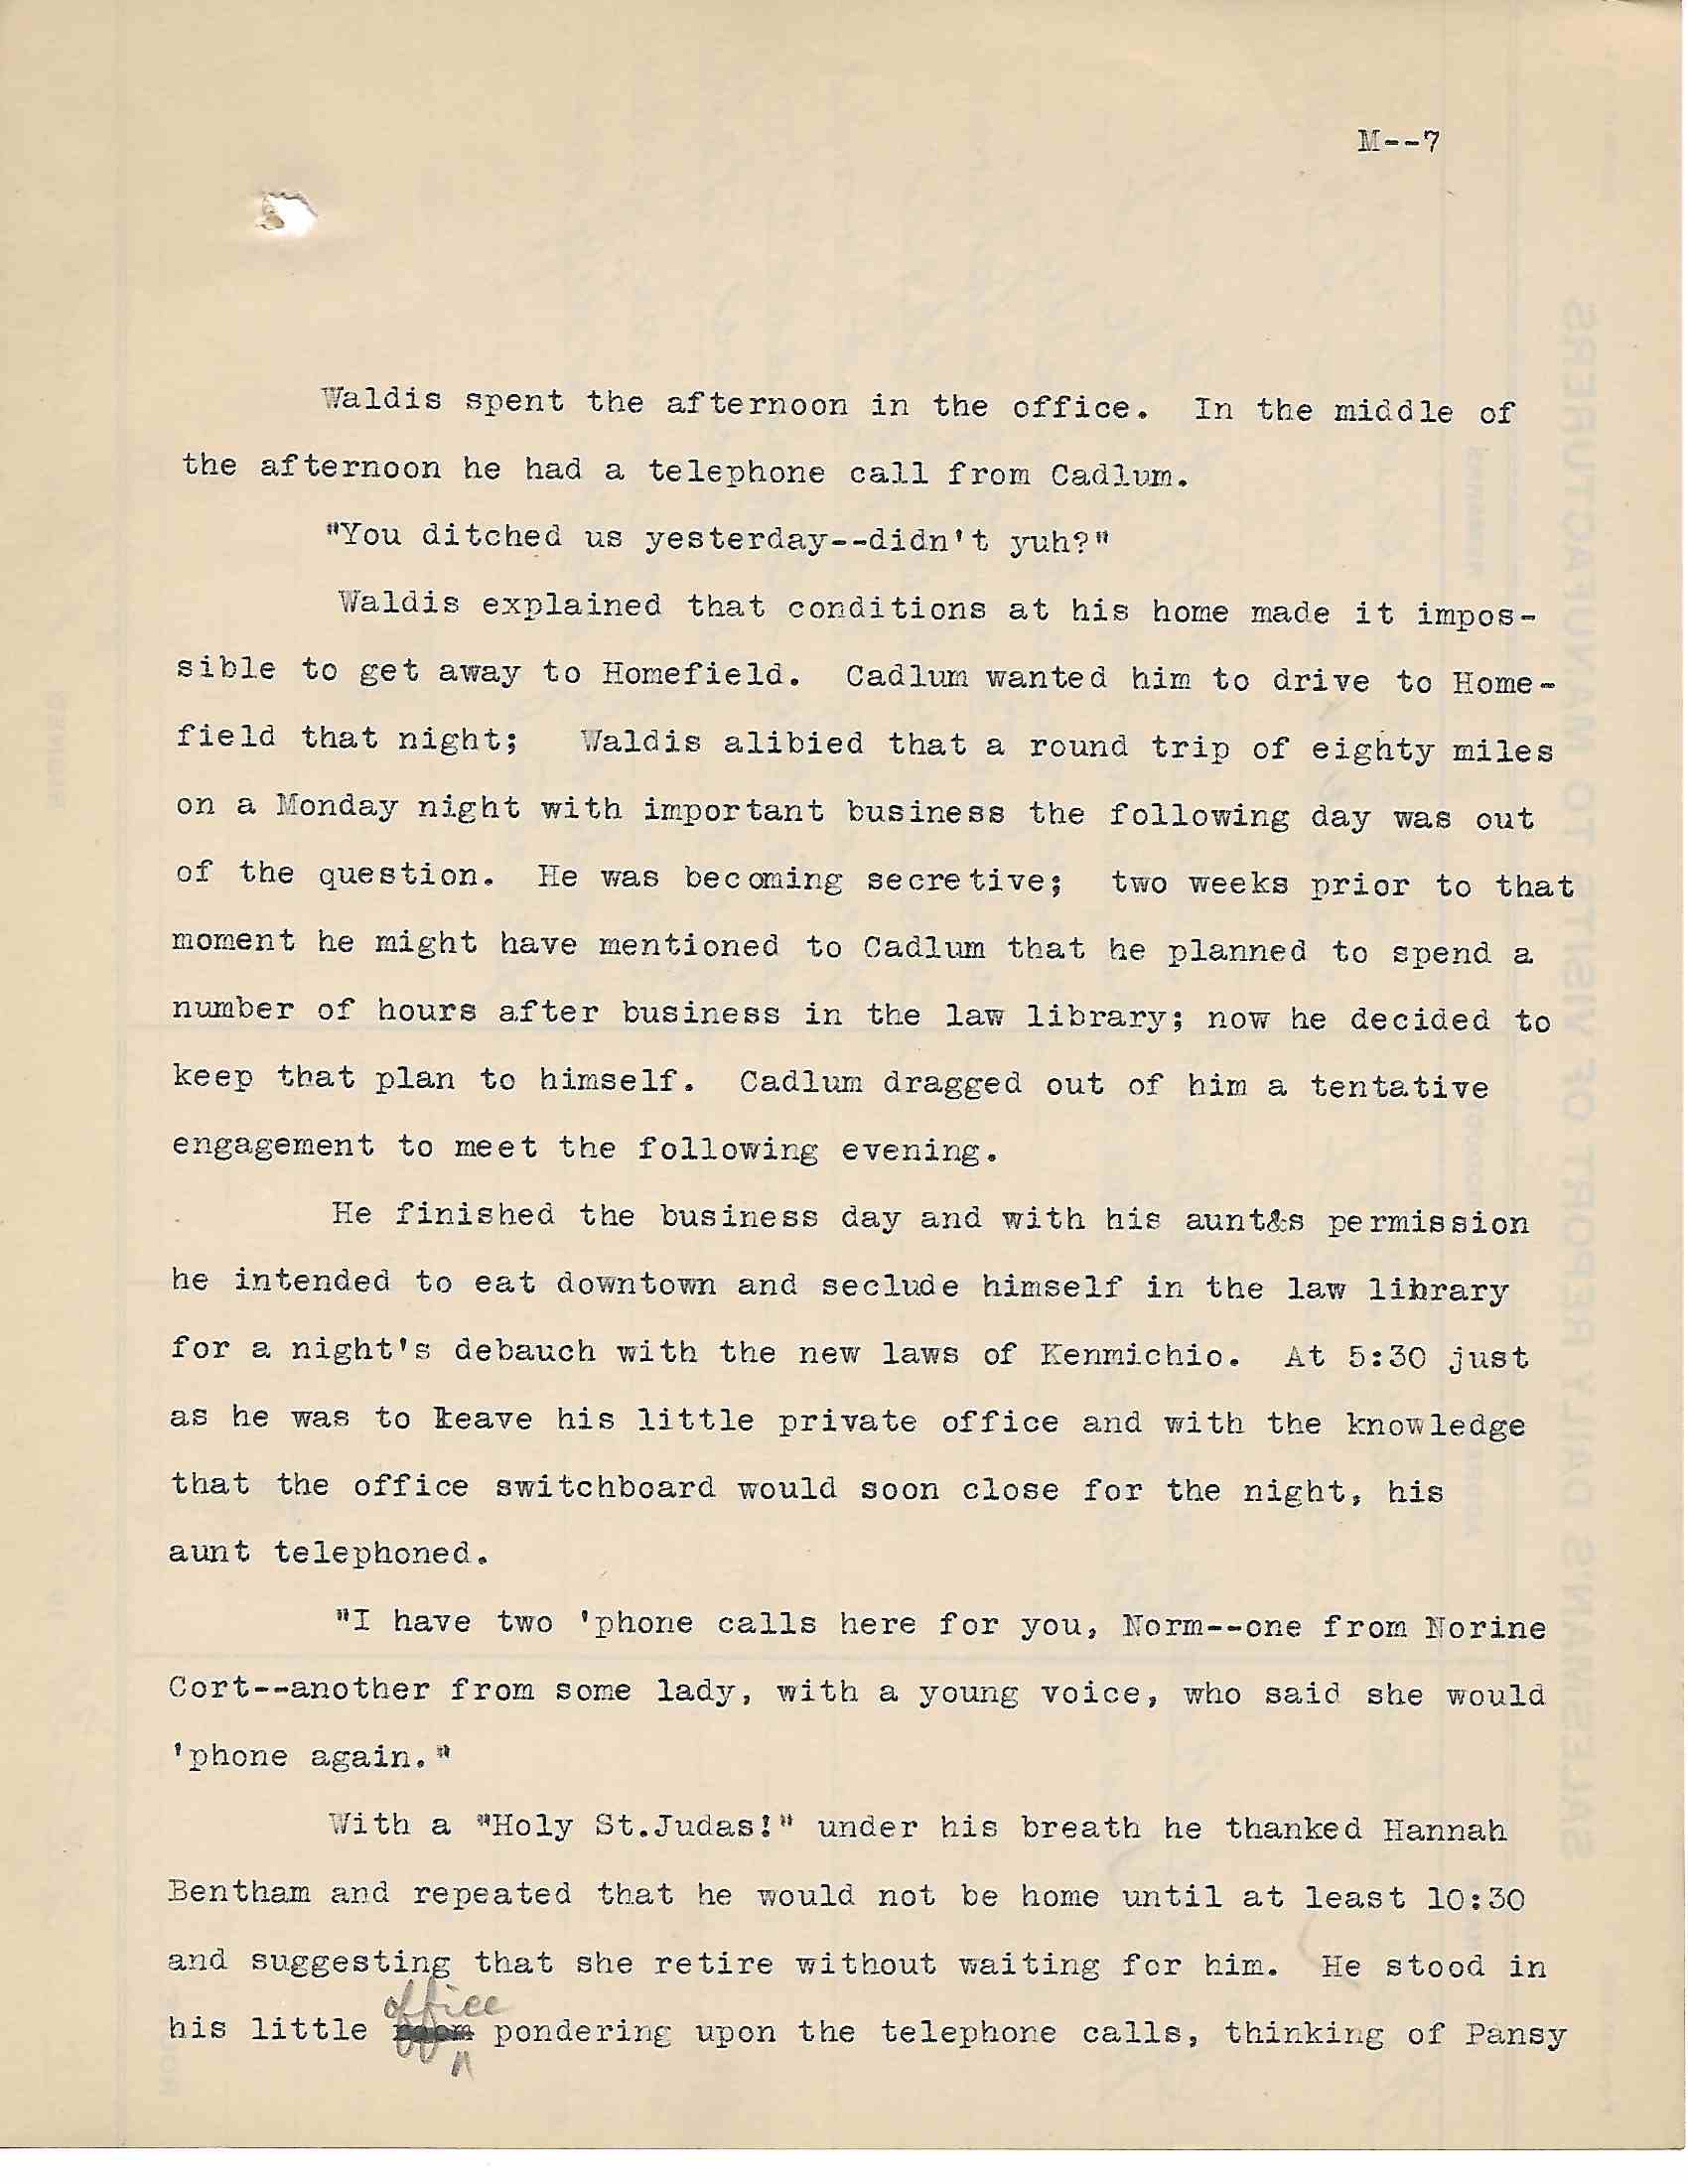 M--7
Waldis spent the afternoon in the office.  In the middle of
the afternoon he had a telephone call from Cadlum.
"You ditched us yesterday--didn't yuh?"
Waldis explained that conditions at his home made it impos-
sible to get away to Homefield.  Cadlum wanted him to drive to Home-
field that night;  Waldis alibied that a round trip of eighty miles
on a Monday night with important business the following day was out
of the question.  He was becoming secretive;  two weeks prior to that
moment he might have mentioned to Cadlum that he planned to spend a
number of hours after business in the law library; now he decided to
keep that plan to himself.  Cadlum dragged out of him a tentative
engagement to meet the following evening.
He finished the business day and with his aunt&s permission
he intended to eat downtown and seclude himself in the law library
for a night's debauch with the new laws of Kenmichio.  At 5:30 just
as he was to leave his little private office and with the knowledge
that the office switchboard would soon close for the night, his
aunt telephoned.
"I have two 'phone calls here for you, Norm--one from Norine
Cort--another from some lady, with a young voice, who said she would
'phone again."
With a "Holy St.Judas!" under his breath he thanked Hannah
Bentham and repeated that he would not be home until at least 10:30
and suggesting that she retire without waiting for him.  He stood in
office
his little room pondering upon the telephone calls, thinking of Pansy
SALESMAN'S DAILY REPORT OF VISITS TO MANUFACTURERS